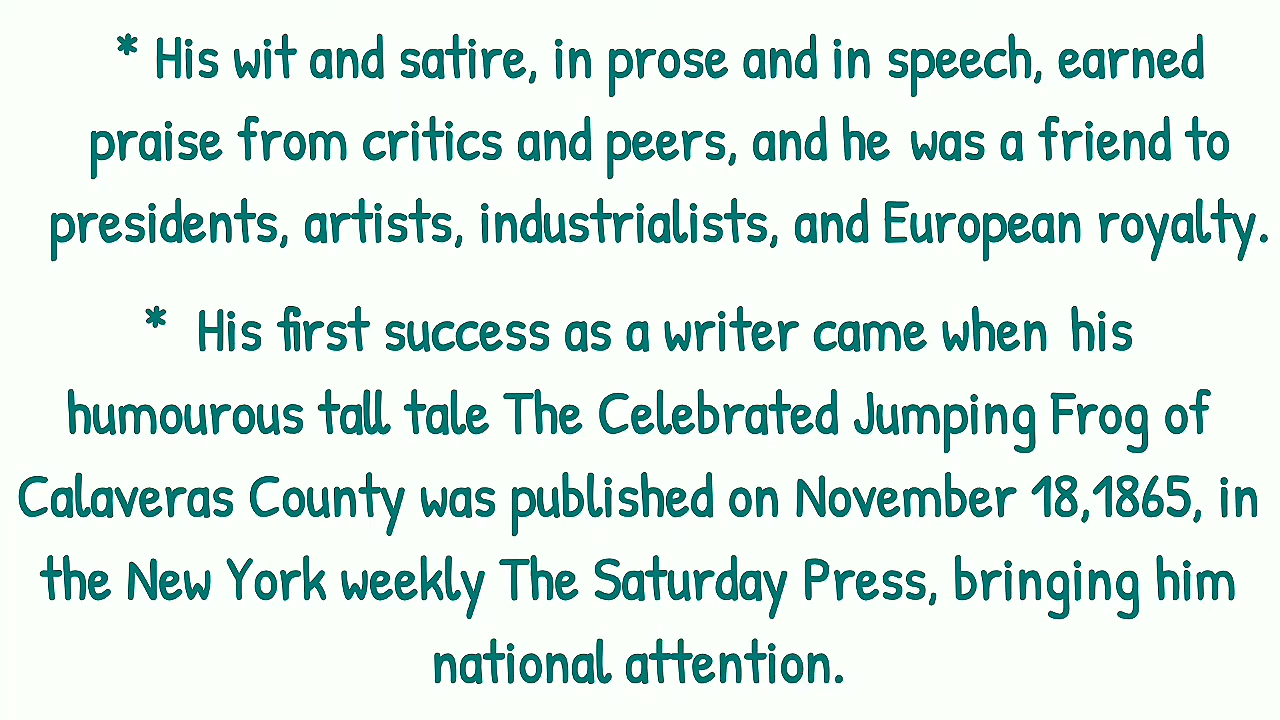 * His wit and satire, in prose and in speech, earned
praise from critics and peers, and he was a friend to
presidents, artists, industrialists, and European royalty.
* His first success as a writer came when his
humourous tall tale The Celebrated Jumping Frog of
Calaveras County was published on November 18,1865, in
the New York weekly The Saturday Press, bringing him
national attention.